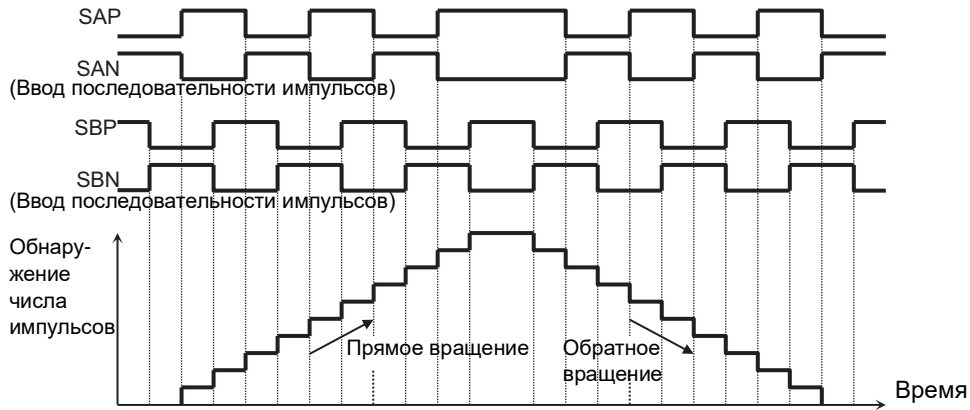 SAP
SAN
(Ввод последовательности импульсов)
SBP
SBN
(Ввод последовательности импульсов)
Обнару-
жение
числа
импульсов
Прямое вращение
Обратное
вращение
Время